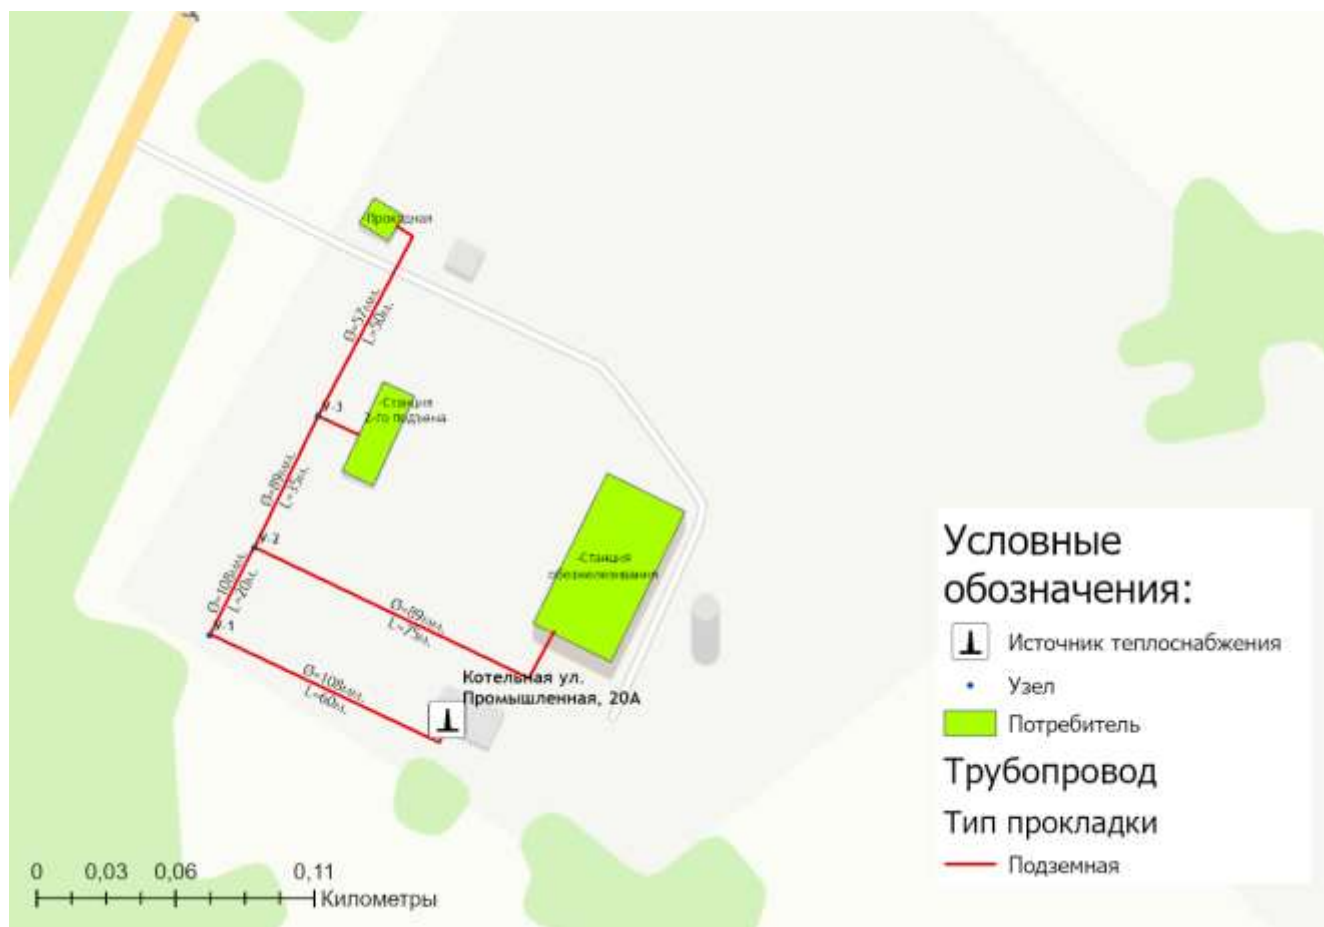 -Проходная
Ø=57мм.
L=50м.
У-3
-Станция
2-го подъема
Ø=89мм.
L=35м.
У-2
Ø=108мм.
L=20м.
У-1
-Станция
обезжелезивания
Ø=89мм.
L=75м.
Котельная ул.
Промышленная, 20А
Ø=108мм.
L=60м.
Условные
обозначения:
Источник теплоснабжения
Узел
Потребитель
Трубопровод
Тип прокладки
Подземная
0 0,03 0,06 0,11
Километры